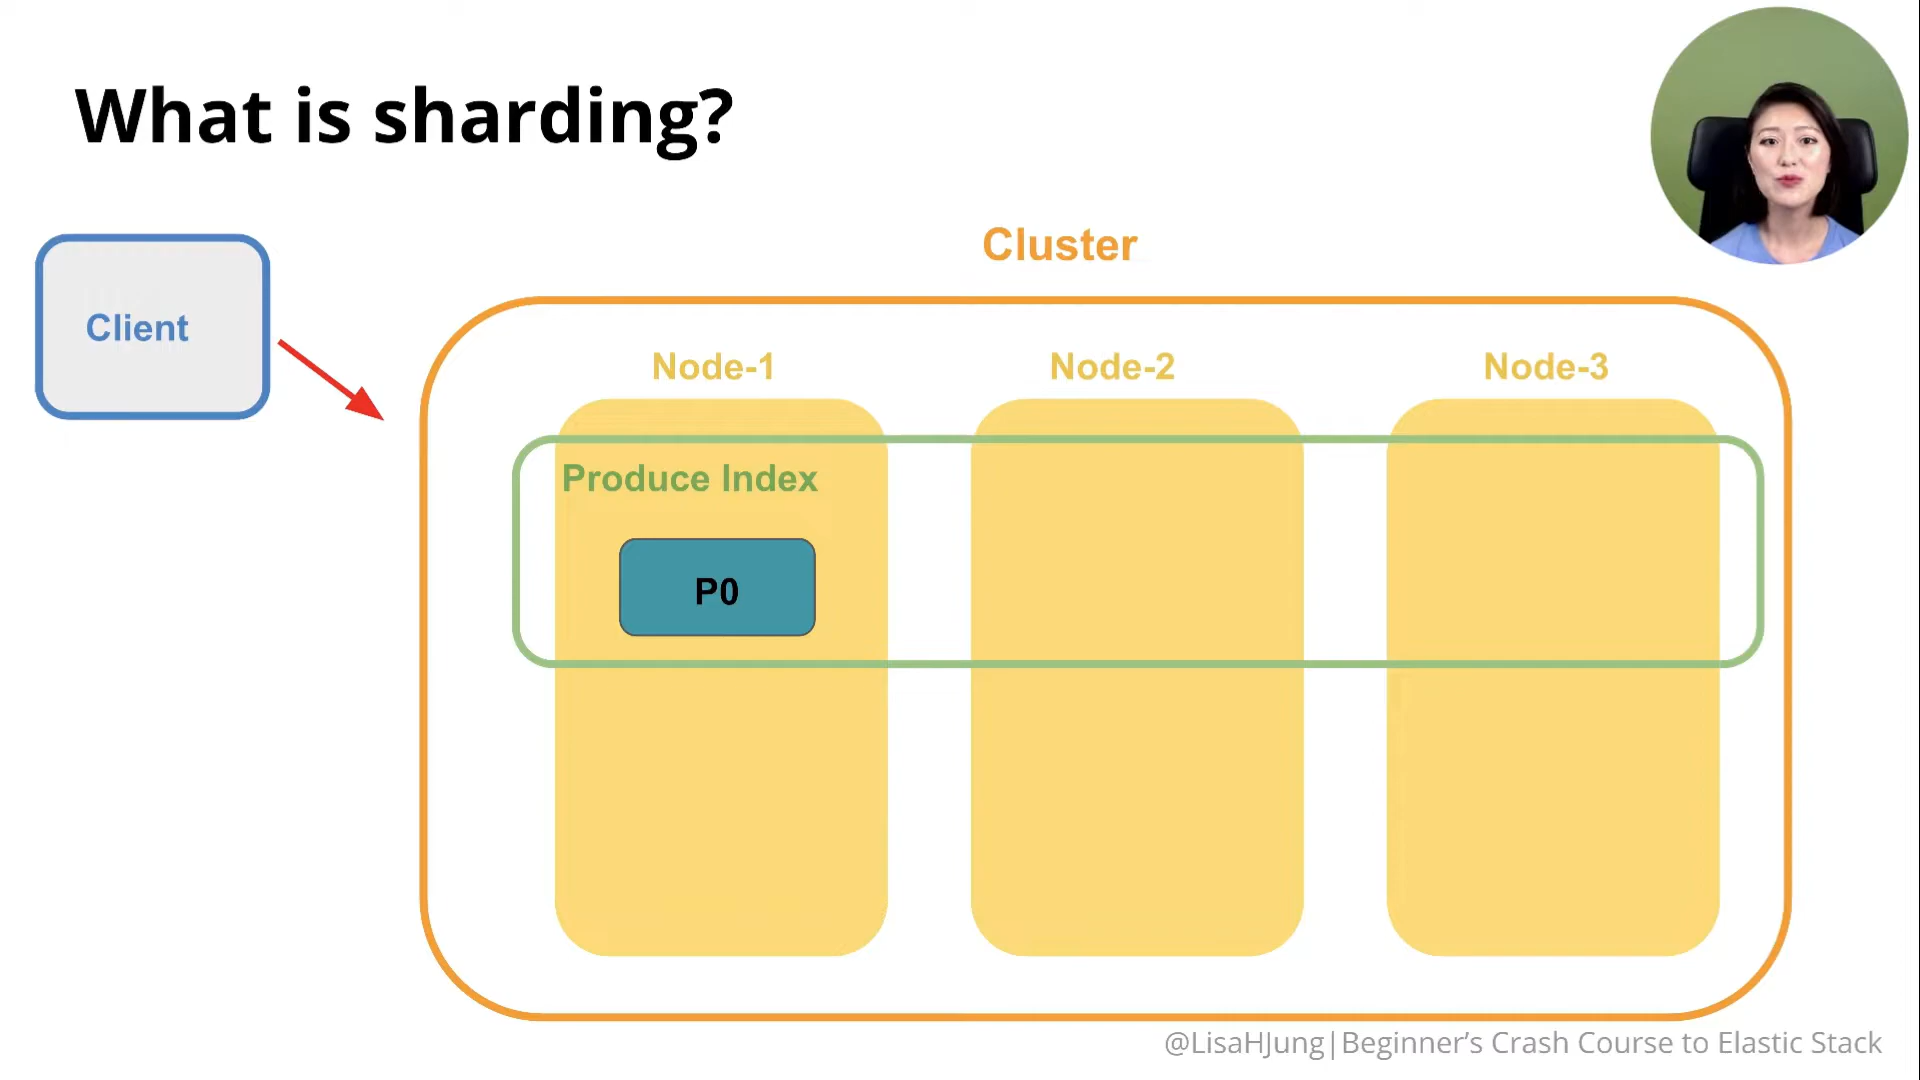 What is sharding?
Client
Cluster
Node-1
Node-2
Node-3
Produce Index
P0
@LisaHJung|Beginner’s Crash Course to Elastic Stack